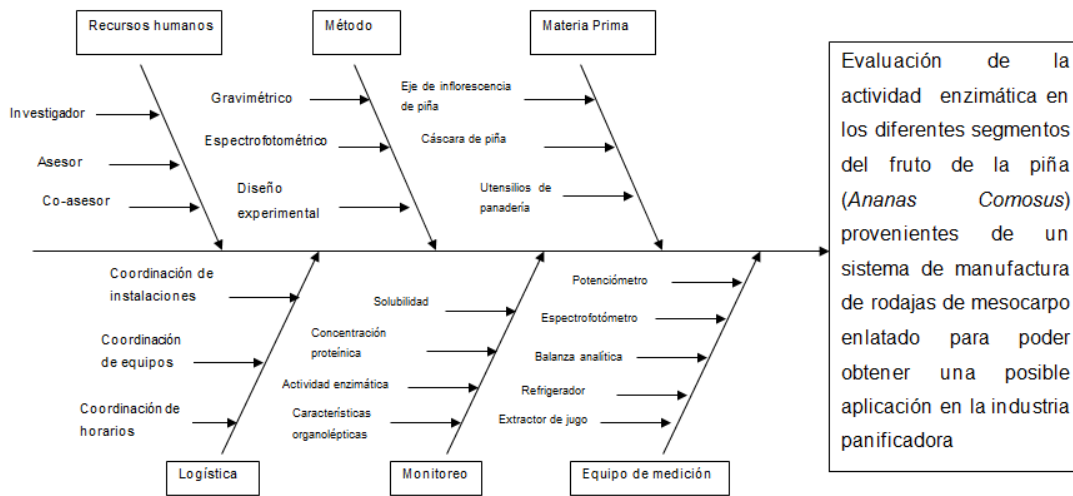 Recursos humanos
Método
Materia Prima
Investigador
Asesor
Co-asesor
Gravimétrico
Espectrofotométrico
Diseño
experimental
Eje de inflorescencia
de piña
Cáscara de piña
Utensilios de
panadería
Coordinación de
instalaciones
Coordinación
de equipos
Coordinación de
horarios
Solubilidad
Concentración
proteínica
Actividad enzimática
Características
organolépticas
Potenciómetro
Espectrofotómetro
Balanza analítica
Refrigerador
Extractor de jugo
Logística
Monitoreo
Equipo de medición
Evaluación de la
actividad enzimática en
los diferentes segmentos
del fruto de la piña
(Ananas Comosus)
provenientes de un
sistema de manufactura
de rodajas de mesocarpo
enlatado para poder
obtener una posible
aplicación en la industria
panificadora